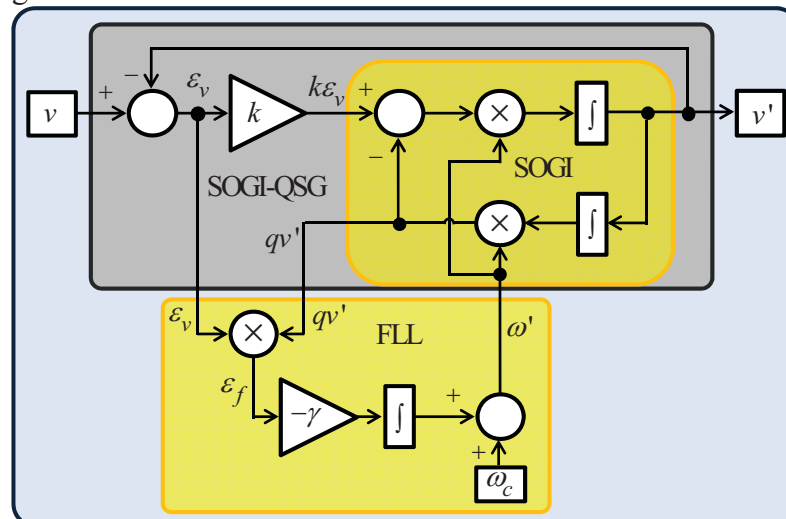 v
+
−
ε_v
k
kε_v
+
−
×
∫
v'
SOGI
SOGI-QSG
×
∫
qv'
ε_v
×
qv'
FLL
ω'
ε_f
−γ
∫
+
+
ω_c